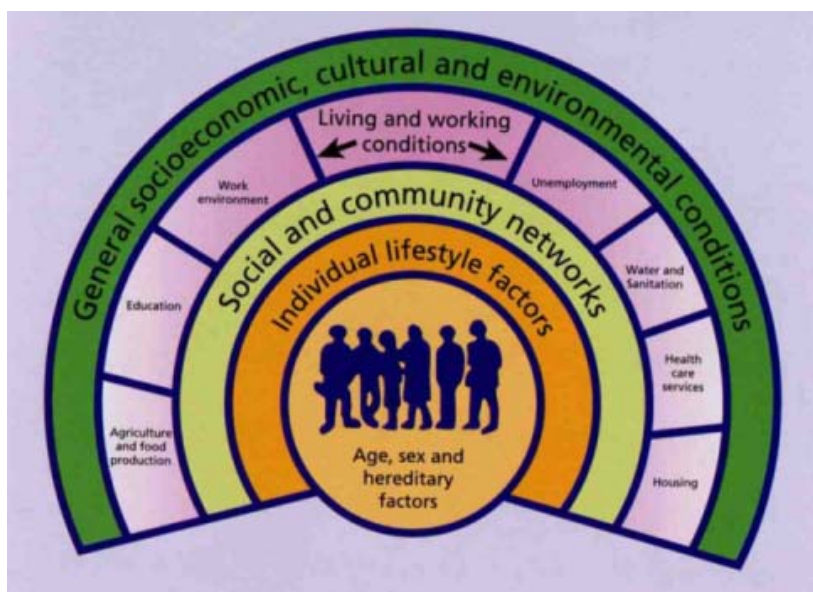 General socioeconomic, cultural and environmental conditions
Living and working
conditions
Work
environment
Unemployment
Education
Water and
Sanitation
Agriculture
and food
production
Health
care
services
Housing
Social and community networks
Individual lifestyle factors
Age, sex and
hereditary
factors